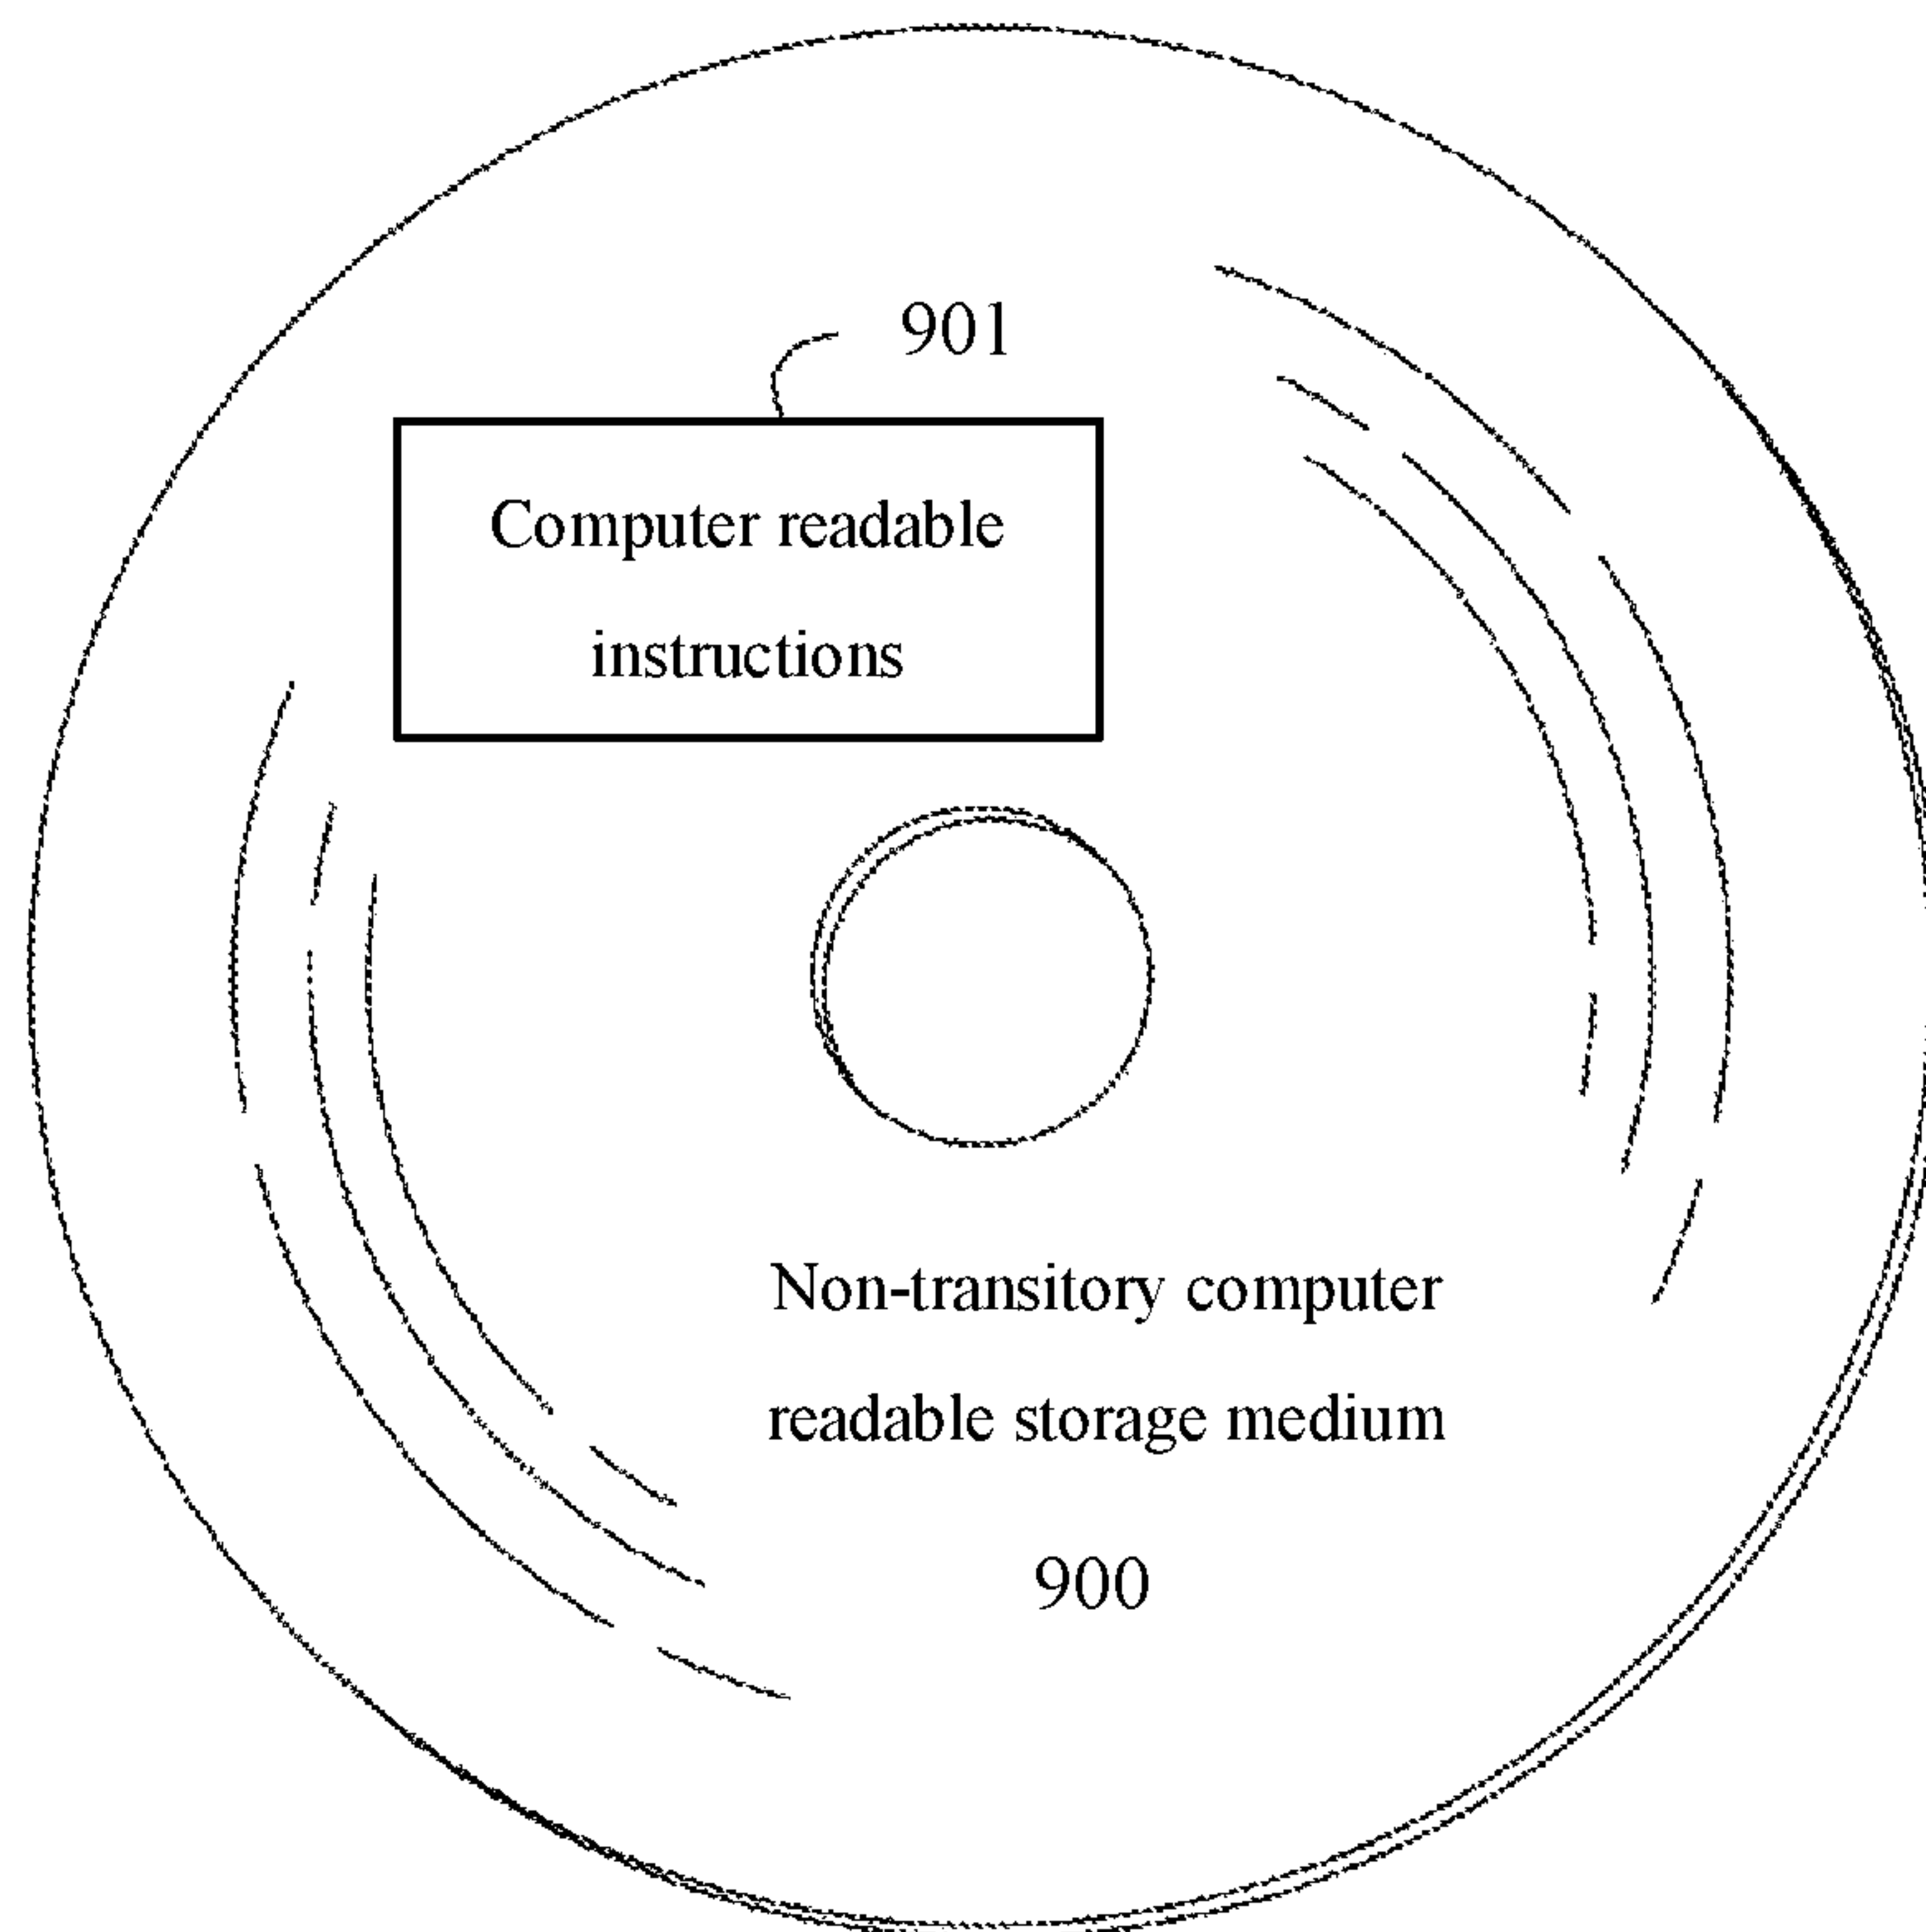 901
Computer readable
instructions
Non-transitory computer
readable storage medium
900